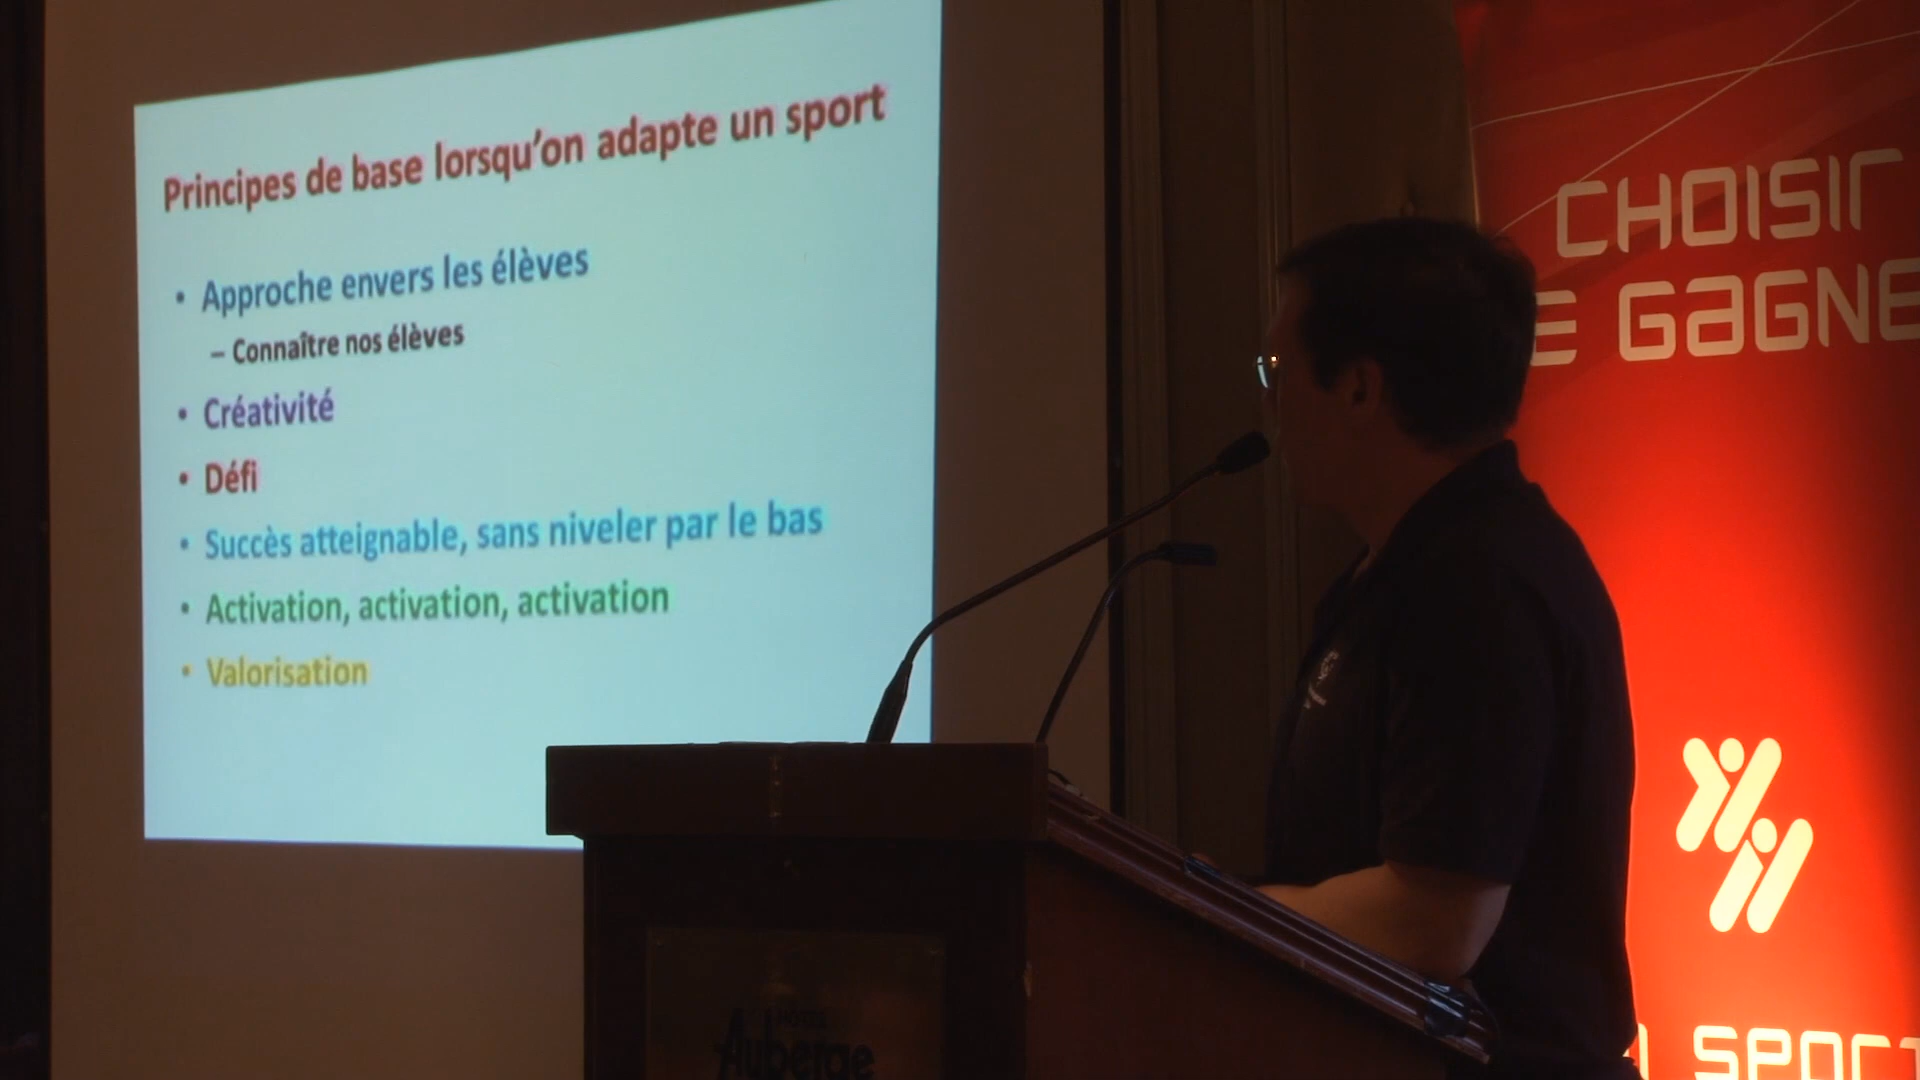 Principes de base lorsqu'on adapte un sport
• Approche envers les élèves
– Connaître nos élèves
• Créativité
• Défi
• Succès atteignable, sans niveler par le bas
• Activation, activation, activation
• Valorisation
CHOISIR
GAGNE
SPORT
Auberge